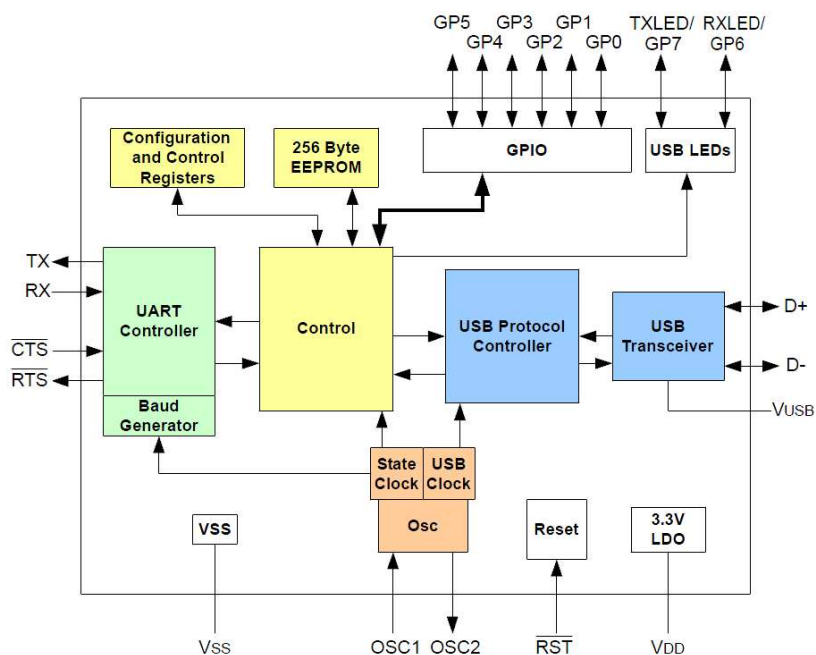 GP5 GP3 GP1 TXLED/ RXLED/
GP4 GP2 GP0 GP7 GP6
Configuration
and Control
Registers
256 Byte
EEPROM
GPIO
USB LEDs
TX
RX
CTS
RTS
UART
Controller
Baud
Generator
Control
USB Protocol
Controller
USB
Transceiver
D+
D-
VUSB
State
Clock
USB
Clock
Osc
VSS
Reset
3.3V
LDO
VSS
OSC1
OSC2
RST
VDD